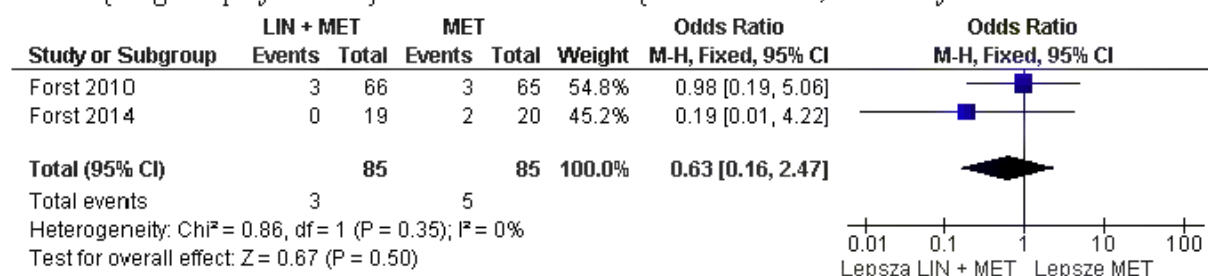 LIN + MET MET Odds Ratio Odds Ratio
Study or Subgroup Events Total Events Total Weight M-H, Fixed, 95% CI M-H, Fixed, 95% CI
Forst 2010 3 66 3 65 54.8% 0.98 [0.19, 5.06]
Forst 2014 0 19 2 20 45.2% 0.19 [0.01, 4.22]
Total (95% CI) 85 85 100.0% 0.63 [0.16, 2.47]
Total events 3 5
Heterogeneity: Chi² = 0.86, df = 1 (P = 0.35); I² = 0%
Test for overall effect: Z = 0.67 (P = 0.50)
0.01 0.1 1 10 100
Lepsza LIN + MET Lepsze MET